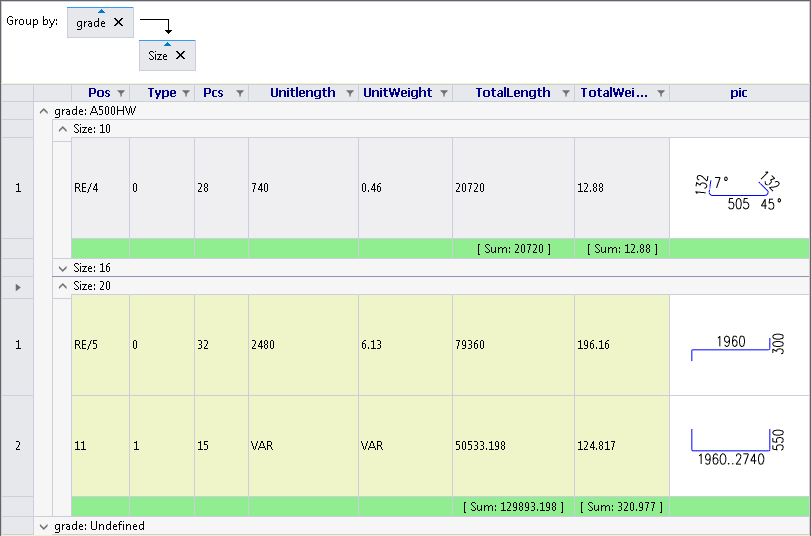 Group by: grade ✕
Size ✕
Pos Type Pcs Unitlength UnitWeight TotalLength TotalWei... pic
grade: A500HW
Size: 10
1 RE/4 0 28 740 0.46 20720 12.88 132 7° 132 505 45°
[ Sum: 20720 ] [ Sum: 12.88 ]
Size: 16
Size: 20
1 RE/5 0 32 2480 6.13 79360 196.16 1960 300
2 11 1 15 VAR VAR 50533.198 124.817 1960..2740 550
[ Sum: 129893.198 ] [ Sum: 320.977 ]
grade: Undefined